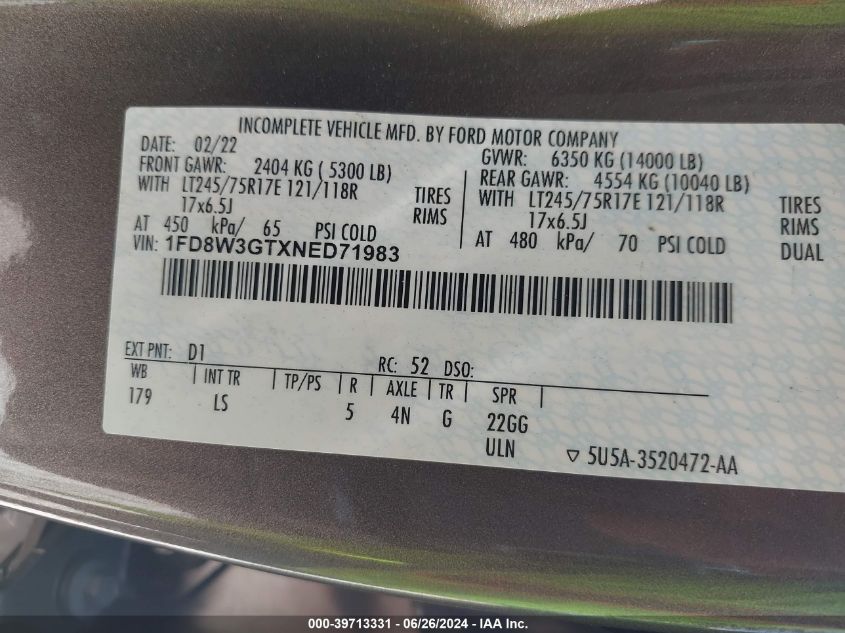 INCOMPLETE VEHICLE MFD. BY FORD MOTOR COMPANY
DATE: 02/22 GVWR: 6350 KG (14000 LB)
FRONT GAWR: 2404 KG ( 5300 LB) REAR GAWR: 4554 KG (10040 LB)
WITH LT245/75R17E 121/118R TIRES WITH LT245/75R17E 121/118R TIRES
17x6.5J RIMS 17x6.5J RIMS
AT 450 kPa/ 65 PSI COLD AT 480 kPa/ 70 PSI COLD DUAL
VIN: 1FD8W3GTXNED71983
EXT PNT: D1 RC: 52 DSO:
WB INT TR TP/PS R AXLE TR SPR
179 LS 5 4N G 22GG
ULN 5U5A-3520472-AA
000-39713331 - 06/26/2024 - IAA Inc.